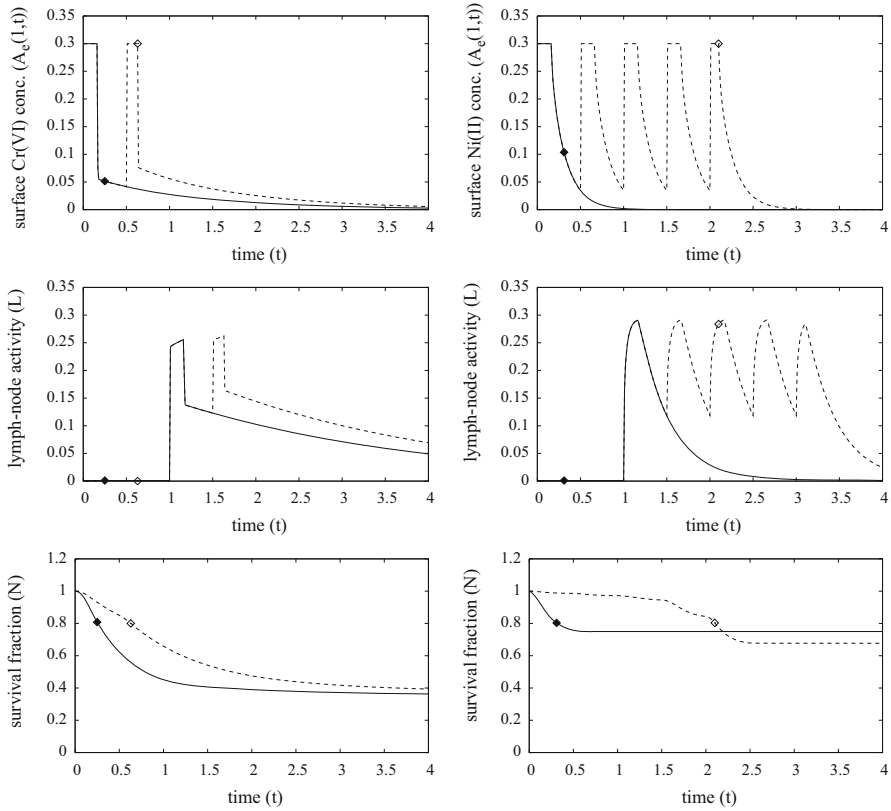 surface Cr(VI) conc. (A_e(1,t))
0.35
0.3
0.25
0.2
0.15
0.1
0.05
0
0 0.5 1 1.5 2 2.5 3 3.5 4
time (t)
surface Ni(II) conc. (A_e(1,t))
0.35
0.3
0.25
0.2
0.15
0.1
0.05
0
0 0.5 1 1.5 2 2.5 3 3.5 4
time (t)
lymph-node activity (L)
0.35
0.3
0.25
0.2
0.15
0.1
0.05
0
0 0.5 1 1.5 2 2.5 3 3.5 4
time (t)
lymph-node activity (L)
0.35
0.3
0.25
0.2
0.15
0.1
0.05
0
0 0.5 1 1.5 2 2.5 3 3.5 4
time (t)
survival fraction (N)
1.2
1
0.8
0.6
0.4
0.2
0
0 0.5 1 1.5 2 2.5 3 3.5 4
time (t)
survival fraction (N)
1.2
1
0.8
0.6
0.4
0.2
0
0 0.5 1 1.5 2 2.5 3 3.5 4
time (t)